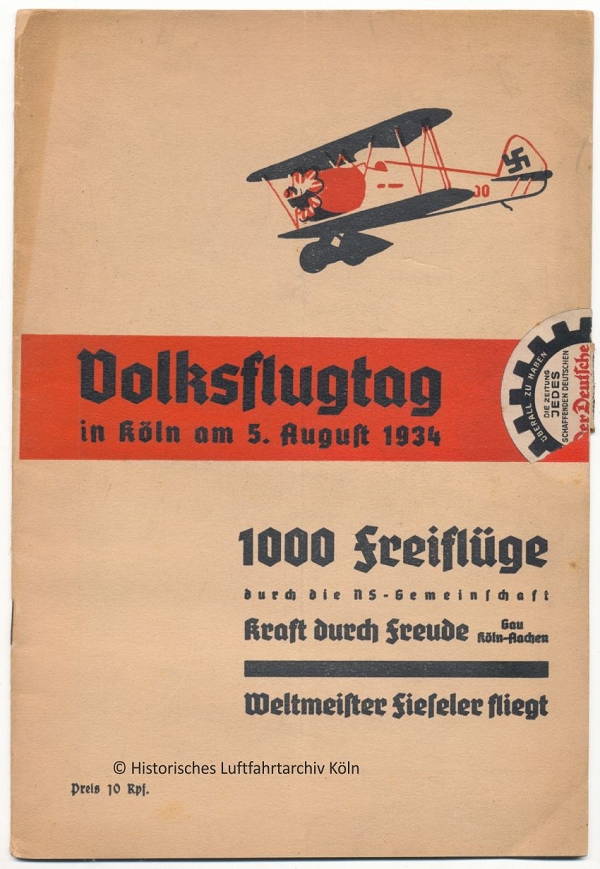 00
Volksflugtag
in Köln am 5. August 1934
ÜBERALL ZU HABEN
DIE ZEITUNG
JEDES
SCHAFFENDEN DEUTSCHEN
Der Deutsche
1000 Freiflüge
durch die NS-Gemeinschaft
Kraft durch Freude Gau
Köln-Aachen
Weltmeister Fieseler fliegt
© Historisches Luftfahrtarchiv Köln
Preis 10 Rpf.